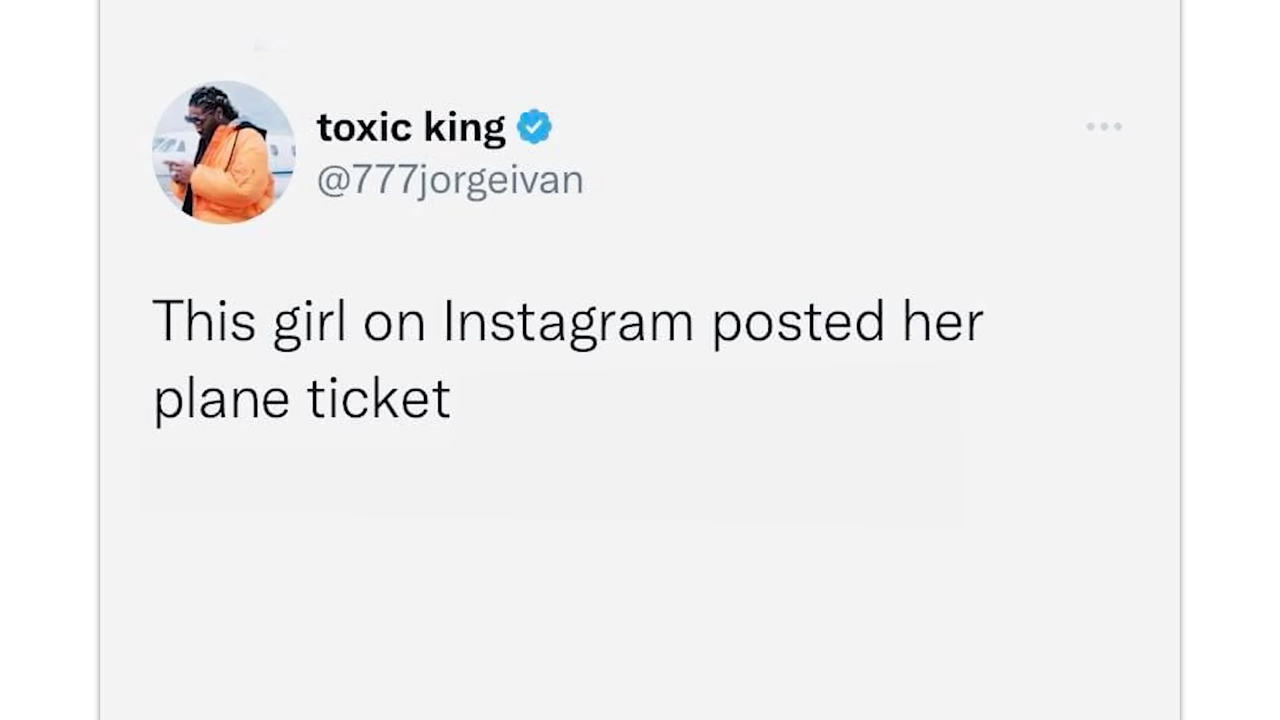 toxic king
@777jorgeivan
This girl on Instagram posted her
plane ticket